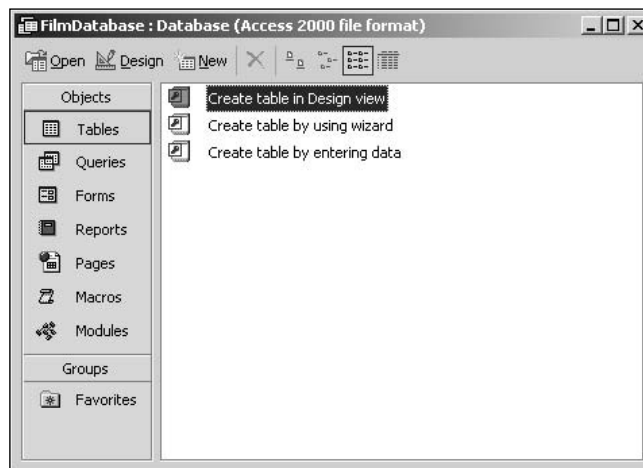 FilmDatabase : Database (Access 2000 file format)
Open Design New
Objects
Tables
Queries
Forms
Reports
Pages
Macros
Modules
Groups
Favorites
Create table in Design view
Create table by using wizard
Create table by entering data